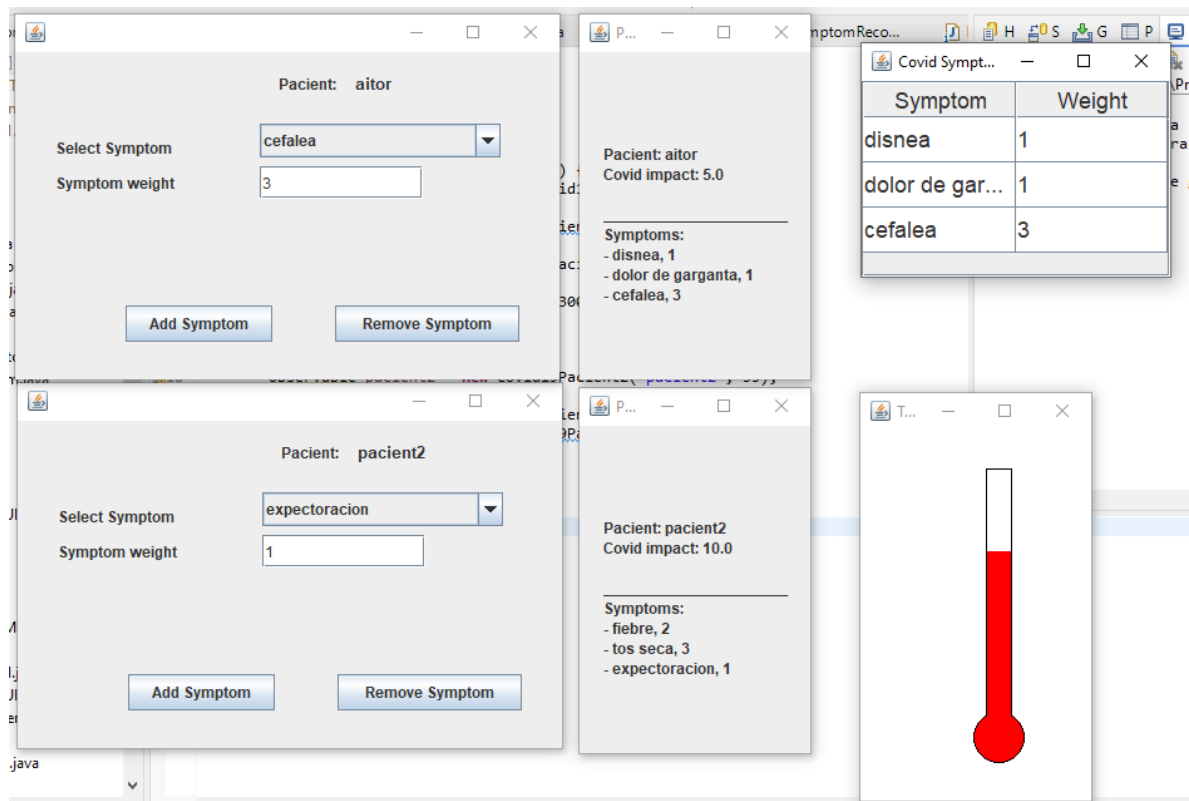 Pacient: aitor
Select Symptom cefalea
Symptom weight 3
Add Symptom Remove Symptom
P...
Pacient: aitor
Covid impact: 5.0
Symptoms:
- disnea, 1
- dolor de garganta, 1
- cefalea, 3
mptomReco...
H S G P
Covid Sympt...
Symptom Weight
disnea 1
dolor de gar... 1
cefalea 3
Pacient: pacient2
Select Symptom expectoracion
Symptom weight 1
Add Symptom Remove Symptom
P...
Pacient: pacient2
Covid impact: 10.0
Symptoms:
- fiebre, 2
- tos seca, 3
- expectoracion, 1
T...
.java